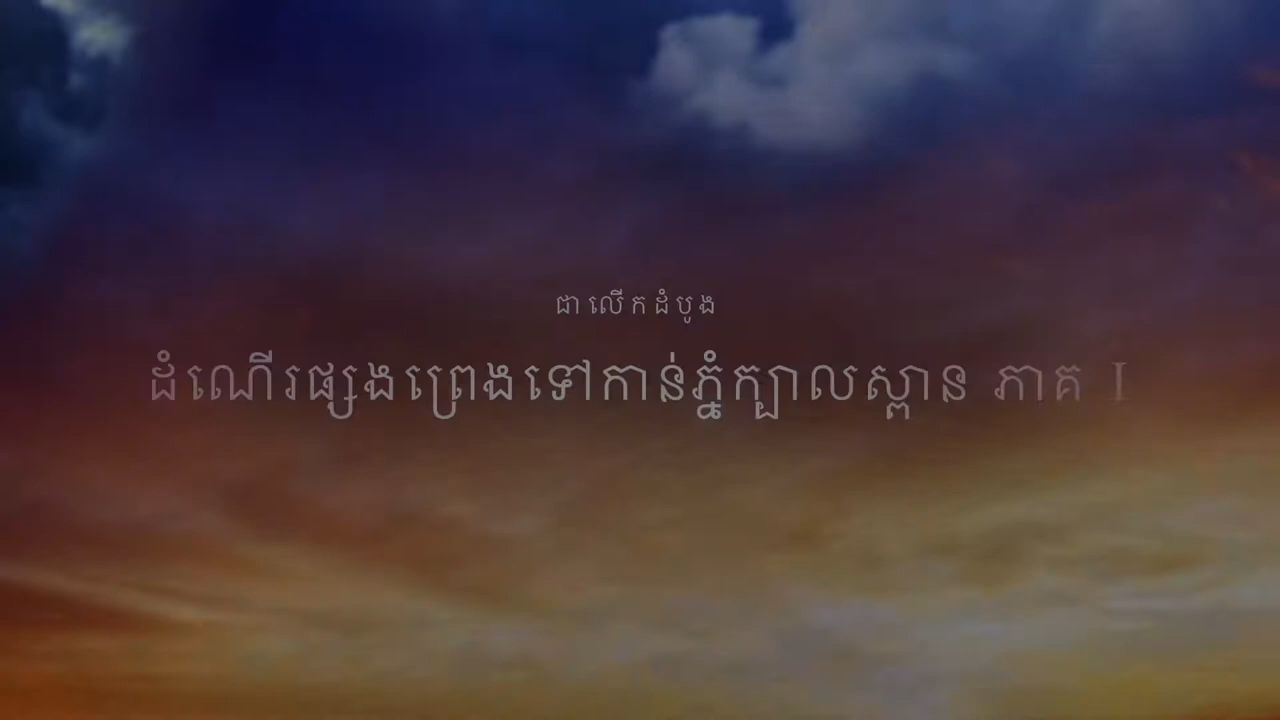 ជាលើកដំបូង
ដំណើរផ្សងព្រេងទៅកាន់ភ្នំក្បាលស្ពាន ភាគ I